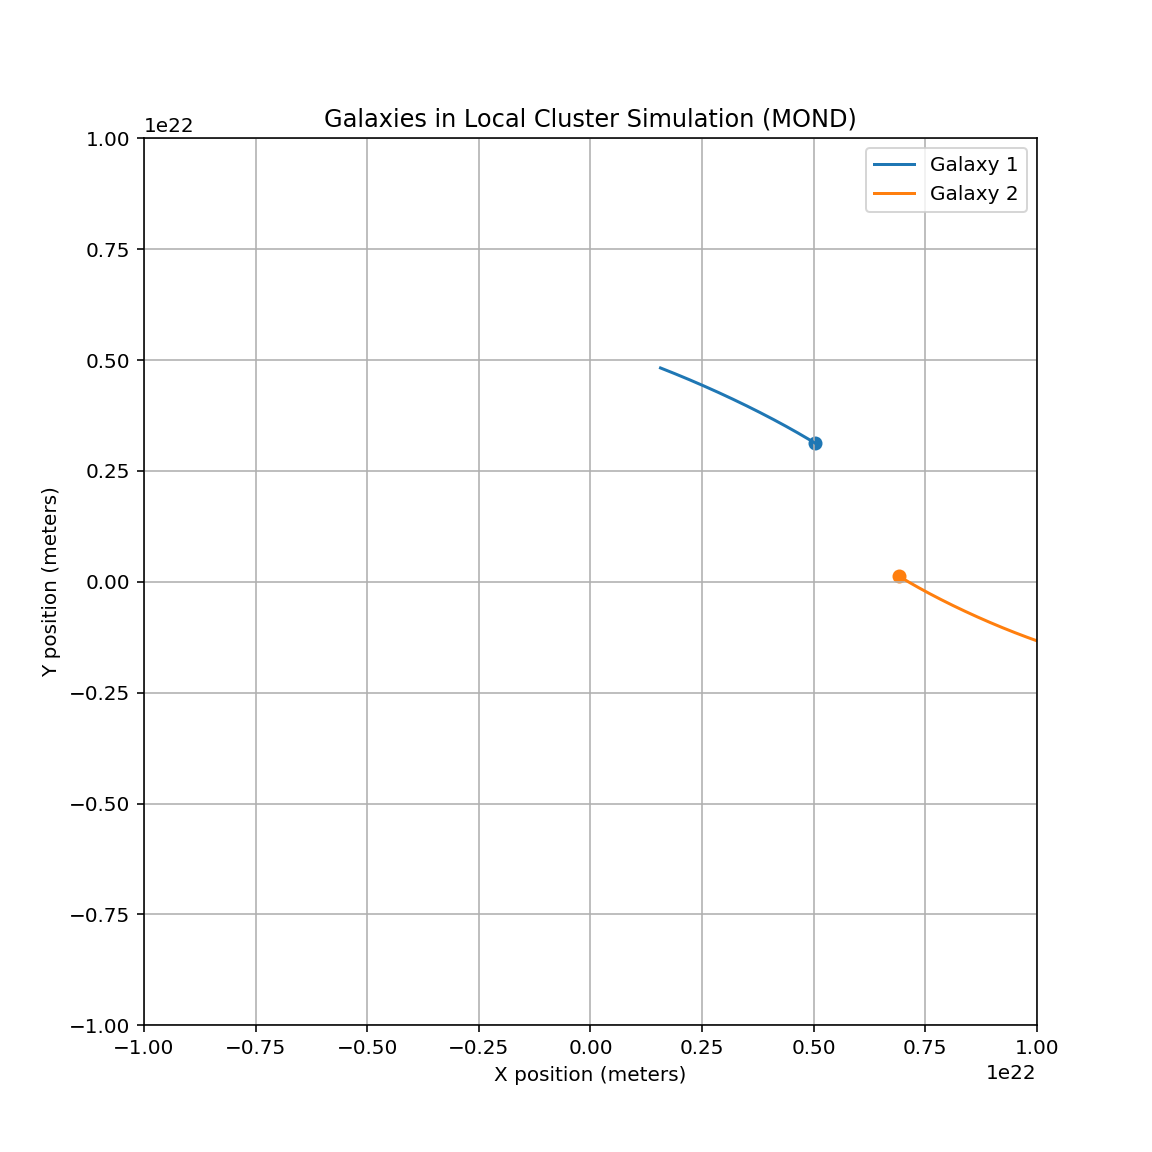 Galaxies in Local Cluster Simulation (MOND)
1e22
Galaxy 1
Galaxy 2
1.00
0.75
0.50
0.25
0.00
−0.25
−0.50
−0.75
−1.00
Y position (meters)
−1.00 −0.75 −0.50 −0.25 0.00 0.25 0.50 0.75 1.00
X position (meters)
1e22